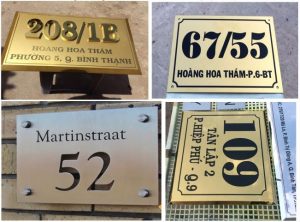 208/1E
HOÀNG HOA THÁM
PHƯỜNG 5, Q. BÌNH THẠNH
67/55
HOÀNG HOA THÁM-P.6-BT
Martinstraat
52
109
TÂN LẬP 2
P.HIỆP PHÚ - Q.9